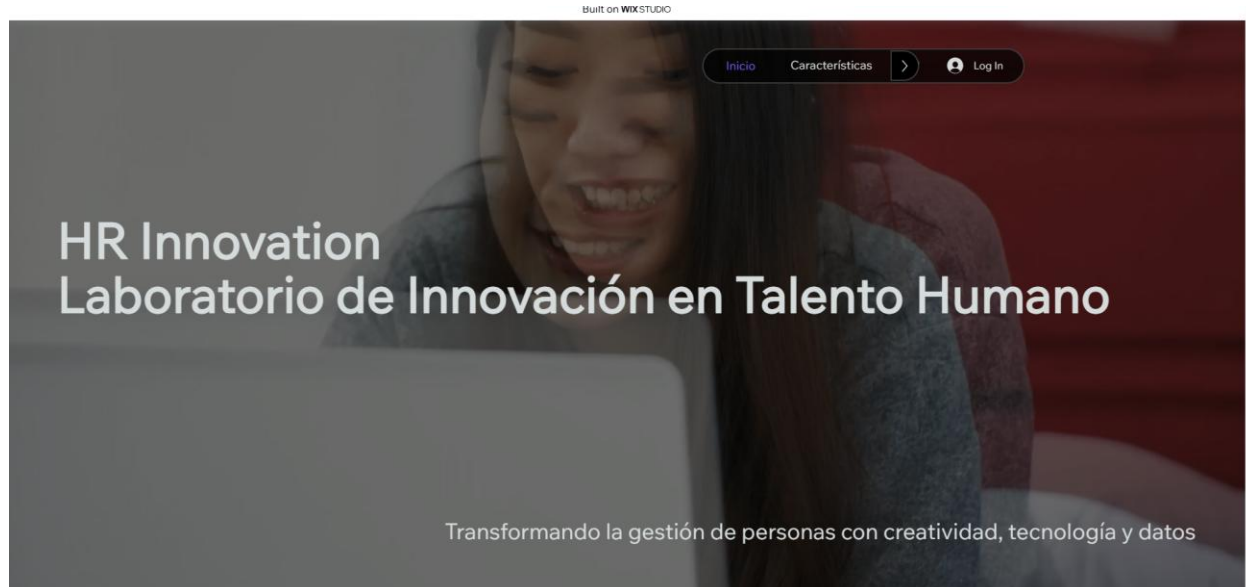 Built on WIX STUDIO
Inicio Características Log In
HR Innovation
Laboratorio de Innovación en Talento Humano
Transformando la gestión de personas con creatividad, tecnología y datos